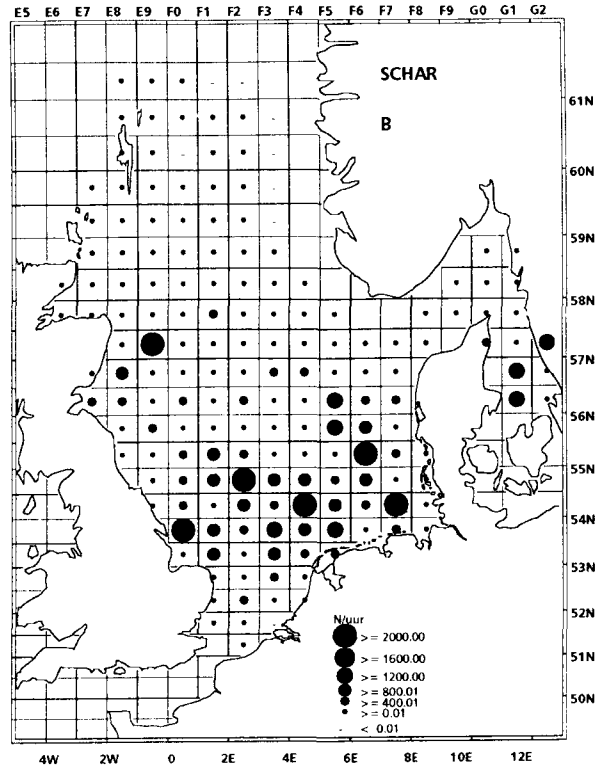 E5 E6 E7 E8 E9 F0 F1 F2 F3 F4 F5 F6 F7 F8 F9 G0 G1 G2
SCHAR
B
61N
60N
59N
58N
57N
56N
55N
54N
53N
52N
51N
50N
N/uur
>= 2000.00
>= 1600.00
>= 1200.00
>= 800.01
>= 400.01
>= 0.01
< 0.01
4W 2W 0 2E 4E 6E 8E 10E 12E